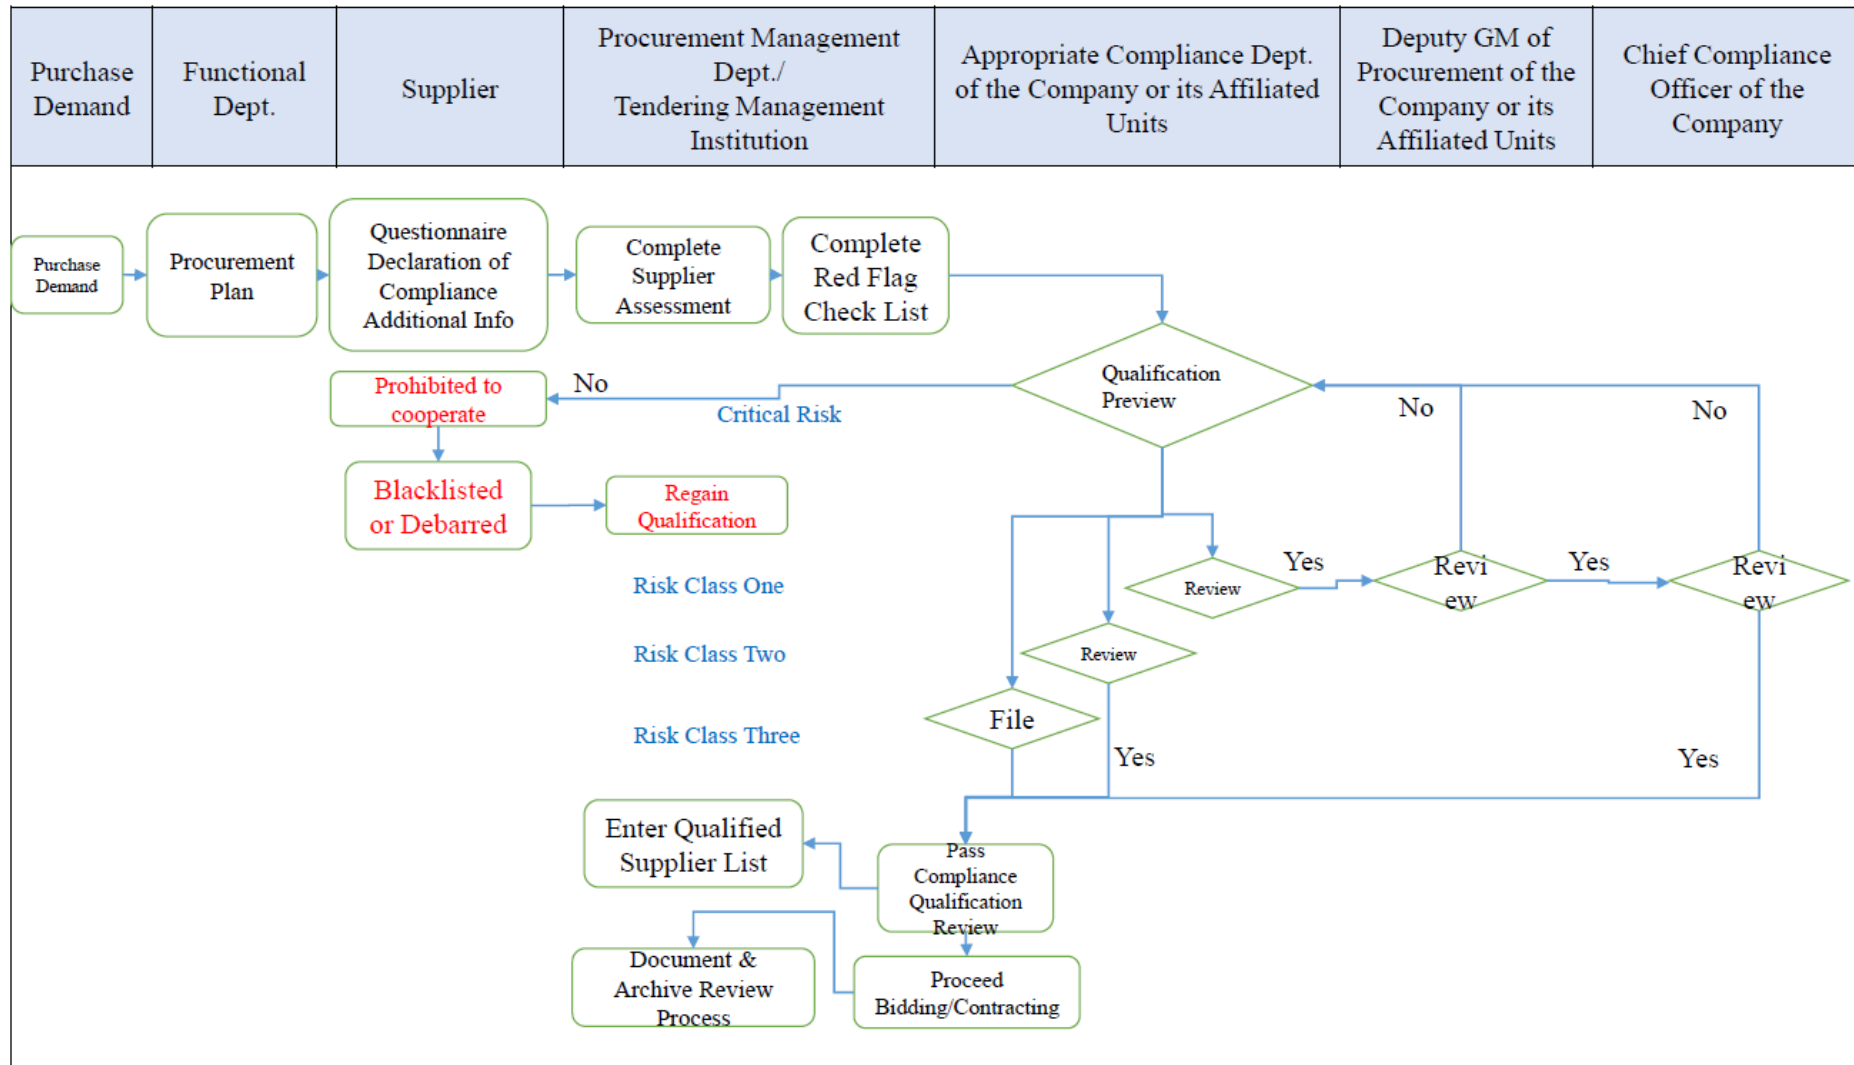 Purchase
Demand
Functional
Dept.
Supplier
Procurement Management
Dept./
Tendering Management
Institution
Appropriate Compliance Dept.
of the Company or its Affiliated
Units
Deputy GM of
Procurement of the
Company or its
Affiliated Units
Chief Compliance
Officer of the
Company
Purchase
Demand
Procurement
Plan
Questionnaire
Declaration of
Compliance
Additional Info
Complete
Supplier
Assessment
Complete
Red Flag
Check List
Qualification
Preview
Prohibited to
cooperate
No
Critical Risk
No
No
Blacklisted
or Debarred
Regain
Qualification
Risk Class One
Review
Yes
Revi
ew
Yes
Revi
ew
Risk Class Two
Review
Risk Class Three
File
Yes
Yes
Enter Qualified
Supplier List
Pass
Compliance
Qualification
Review
Document &
Archive Review
Process
Proceed
Bidding/Contracting